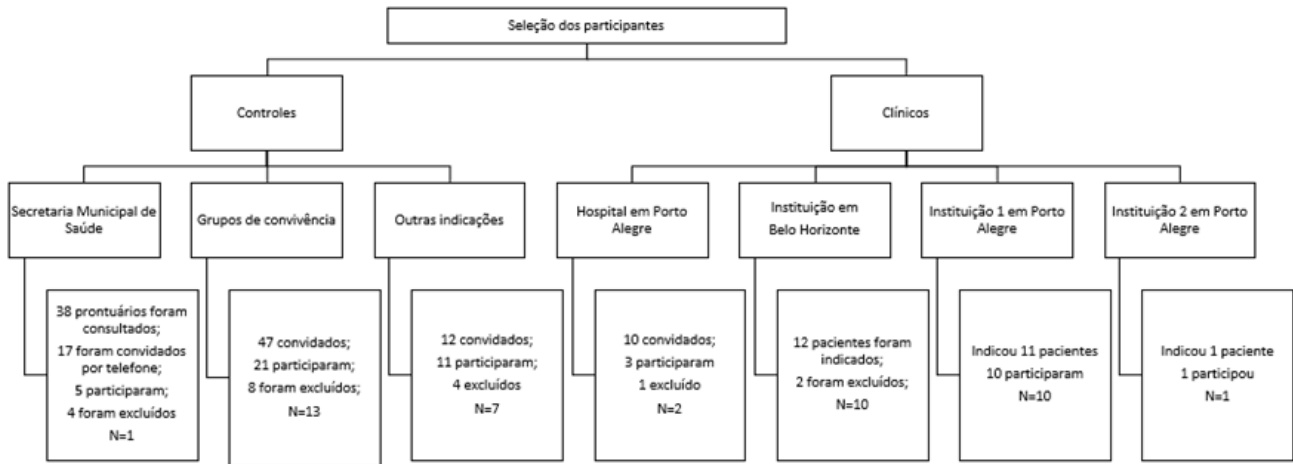 Seleção dos participantes
Controles
Clínicos
Secretaria Municipal de
Saúde
Grupos de convivência
Outras indicações
Hospital em Porto
Alegre
Instituição em
Belo Horizonte
Instituição 1 em Porto
Alegre
Instituição 2 em Porto
Alegre
38 prontuários foram
consultados;
17 foram convidados
por telefone;
5 participaram;
4 foram excluídos
N=1
47 convidados;
21 participaram;
8 foram excluídos;
N=13
12 convidados;
11 participaram;
4 excluídos
N=7
10 convidados;
3 participaram
1 excluído
N=2
12 pacientes foram
indicados;
2 foram excluídos;
N=10
Indicou 11 pacientes
10 participaram
N=10
Indicou 1 paciente
1 participou
N=1